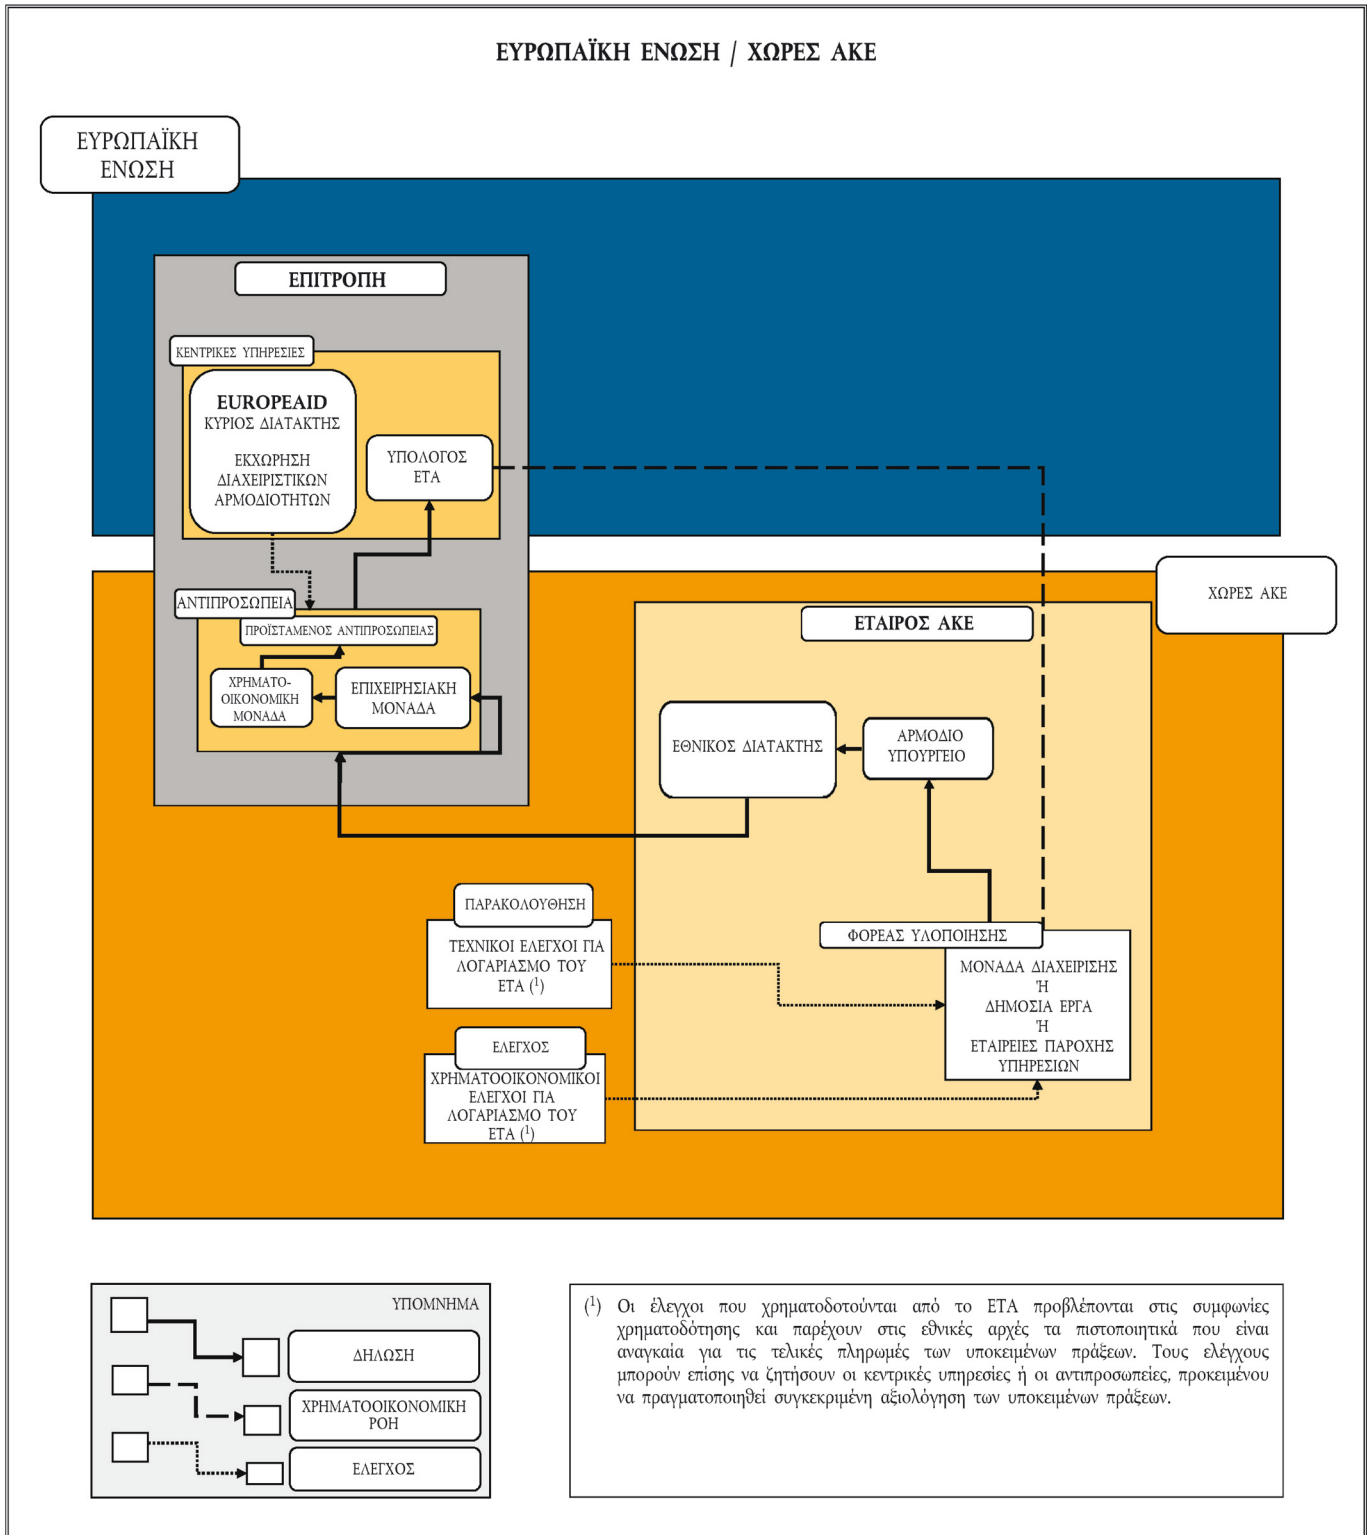 ΕΥΡΩΠΑΪΚΗ ΕΝΩΣΗ / ΧΩΡΕΣ ΑΚΕ
ΕΥΡΩΠΑΪΚΗ
ΕΝΩΣΗ
ΕΠΙΤΡΟΠΗ
ΚΕΝΤΡΙΚΕΣ ΥΠΗΡΕΣΙΕΣ
EUROPEAID
ΚΥΡΙΟΣ ΔΙΑΤΑΚΤΗΣ
ΕΚΧΩΡΗΣΗ
ΔΙΑΧΕΙΡΙΣΤΙΚΩΝ
ΑΡΜΟΔΙΟΤΗΤΩΝ
ΥΠΟΛΟΓΟΣ
ΕΤΑ
ΧΩΡΕΣ ΑΚΕ
ΑΝΤΙΠΡΟΣΩΠΕΙΑ
ΠΡΟΪΣΤΑΜΕΝΟΣ ΑΝΤΙΠΡΟΣΩΠΕΙΑΣ
ΧΡΗΜΑΤΟ-
ΟΙΚΟΝΟΜΙΚΗ
ΜΟΝΑΔΑ
ΕΠΙΧΕΙΡΗΣΙΑΚΗ
ΜΟΝΑΔΑ
ΕΤΑΙΡΟΣ ΑΚΕ
ΕΘΝΙΚΟΣ ΔΙΑΤΑΚΤΗΣ
ΑΡΜΟΔΙΟ
ΥΠΟΥΡΓΕΙΟ
ΠΑΡΑΚΟΛΟΥΘΗΣΗ
ΤΕΧΝΙΚΟΙ ΕΛΕΓΧΟΙ ΓΙΑ
ΛΟΓΑΡΙΑΣΜΟ ΤΟΥ
ΕΤΑ (¹)
ΦΟΡΕΑΣ ΥΛΟΠΟΙΗΣΗΣ
ΜΟΝΑΔΑ ΔΙΑΧΕΙΡΙΣΗΣ
Ή
ΔΗΜΟΣΙΑ ΕΡΓΑ
Ή
ΕΤΑΙΡΕΙΕΣ ΠΑΡΟΧΗΣ
ΥΠΗΡΕΣΙΩΝ
ΕΛΕΓΧΟΣ
ΧΡΗΜΑΤΟΟΙΚΟΝΟΜΙΚΟΙ
ΕΛΕΓΧΟΙ ΓΙΑ
ΛΟΓΑΡΙΑΣΜΟ ΤΟΥ
ΕΤΑ (¹)
ΥΠΟΜΝΗΜΑ
ΔΗΛΩΣΗ
ΧΡΗΜΑΤΟΟΙΚΟΝΟΜΙΚΗ
ΡΟΗ
ΕΛΕΓΧΟΣ
(¹) Οι έλεγχοι που χρηματοδοτούνται από το ΕΤΑ προβλέπονται στις συμφωνίες
χρηματοδότησης και παρέχουν στις εθνικές αρχές τα πιστοποιητικά που είναι
αναγκαία για τις τελικές πληρωμές των υποκειμένων πράξεων. Τους ελέγχους
μπορούν επίσης να ζητήσουν οι κεντρικές υπηρεσίες ή οι αντιπροσωπείες, προκειμένου
να πραγματοποιηθεί συγκεκριμένη αξιολόγηση των υποκειμένων πράξεων.